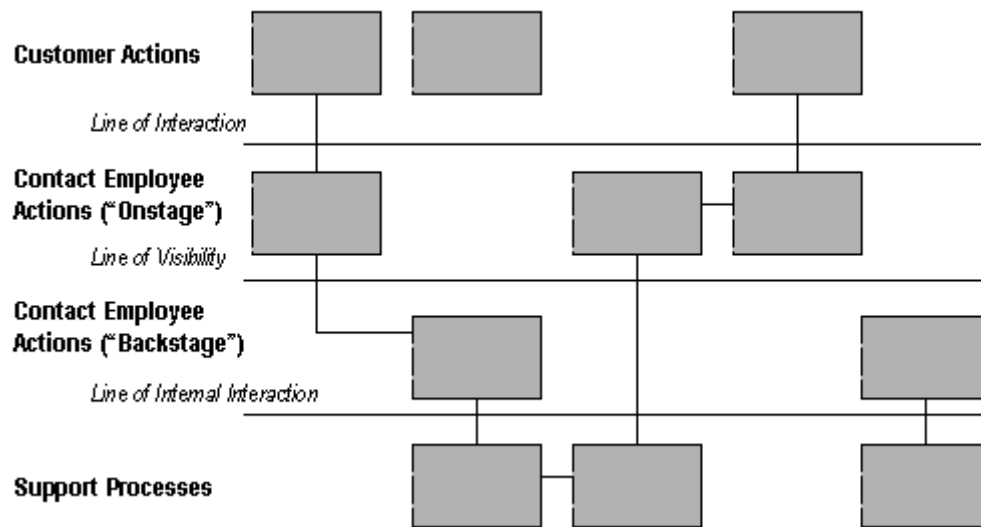 Customer Actions
Line of Interaction
Contact Employee
Actions (“Onstage”)
Line of Visibility
Contact Employee
Actions (“Backstage”)
Line of Internal Interaction
Support Processes